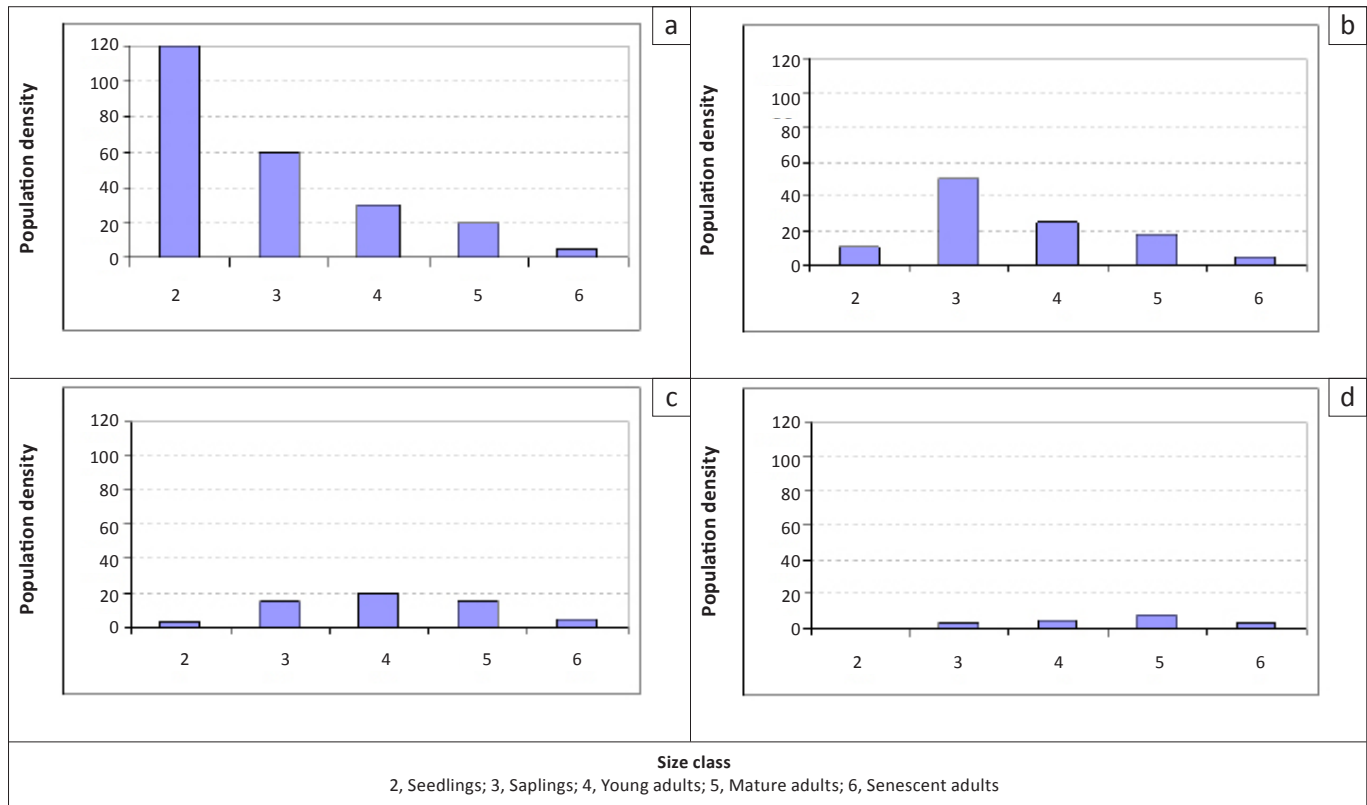 a
Population density
120
100
80
60
40
20
0
2 3 4 5 6
b
Population density
120
100
80
60
40
20
0
2 3 4 5 6
c
Population density
120
100
80
60
40
20
0
2 3 4 5 6
d
Population density
120
100
80
60
40
20
0
2 3 4 5 6
Size class
2, Seedlings; 3, Saplings; 4, Young adults; 5, Mature adults; 6, Senescent adults